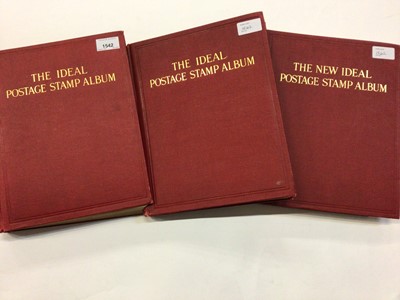 1542
THE IDEAL
POSTAGE STAMP ALBUM
THE IDEAL
POSTAGE STAMP ALBUM
THE NEW IDEAL
POSTAGE STAMP ALBUM